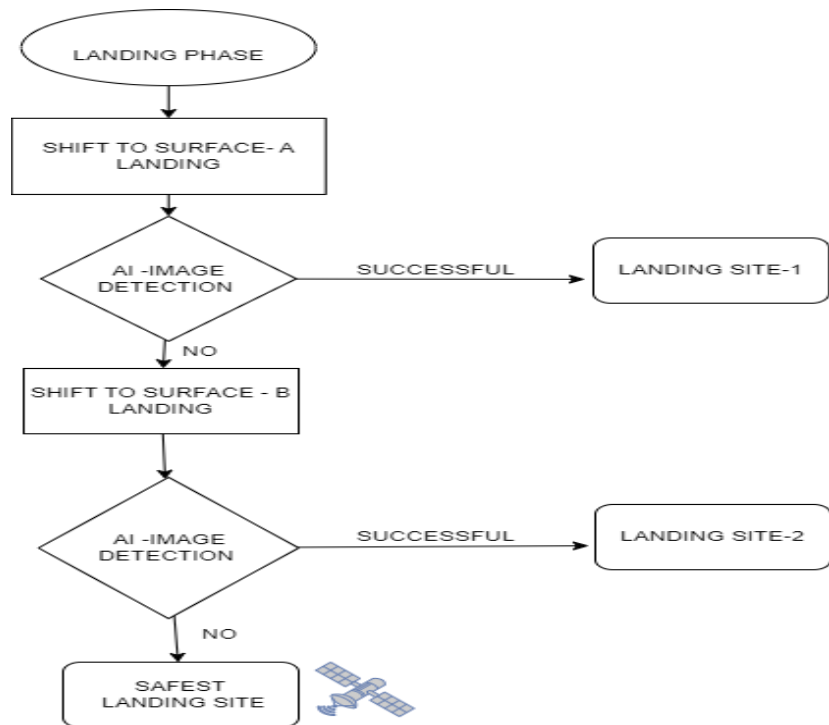 LANDING PHASE
SHIFT TO SURFACE- A
LANDING
AI -IMAGE
DETECTION
SUCCESSFUL
LANDING SITE-1
NO
SHIFT TO SURFACE - B
LANDING
AI -IMAGE
DETECTION
SUCCESSFUL
LANDING SITE-2
NO
SAFEST
LANDING SITE